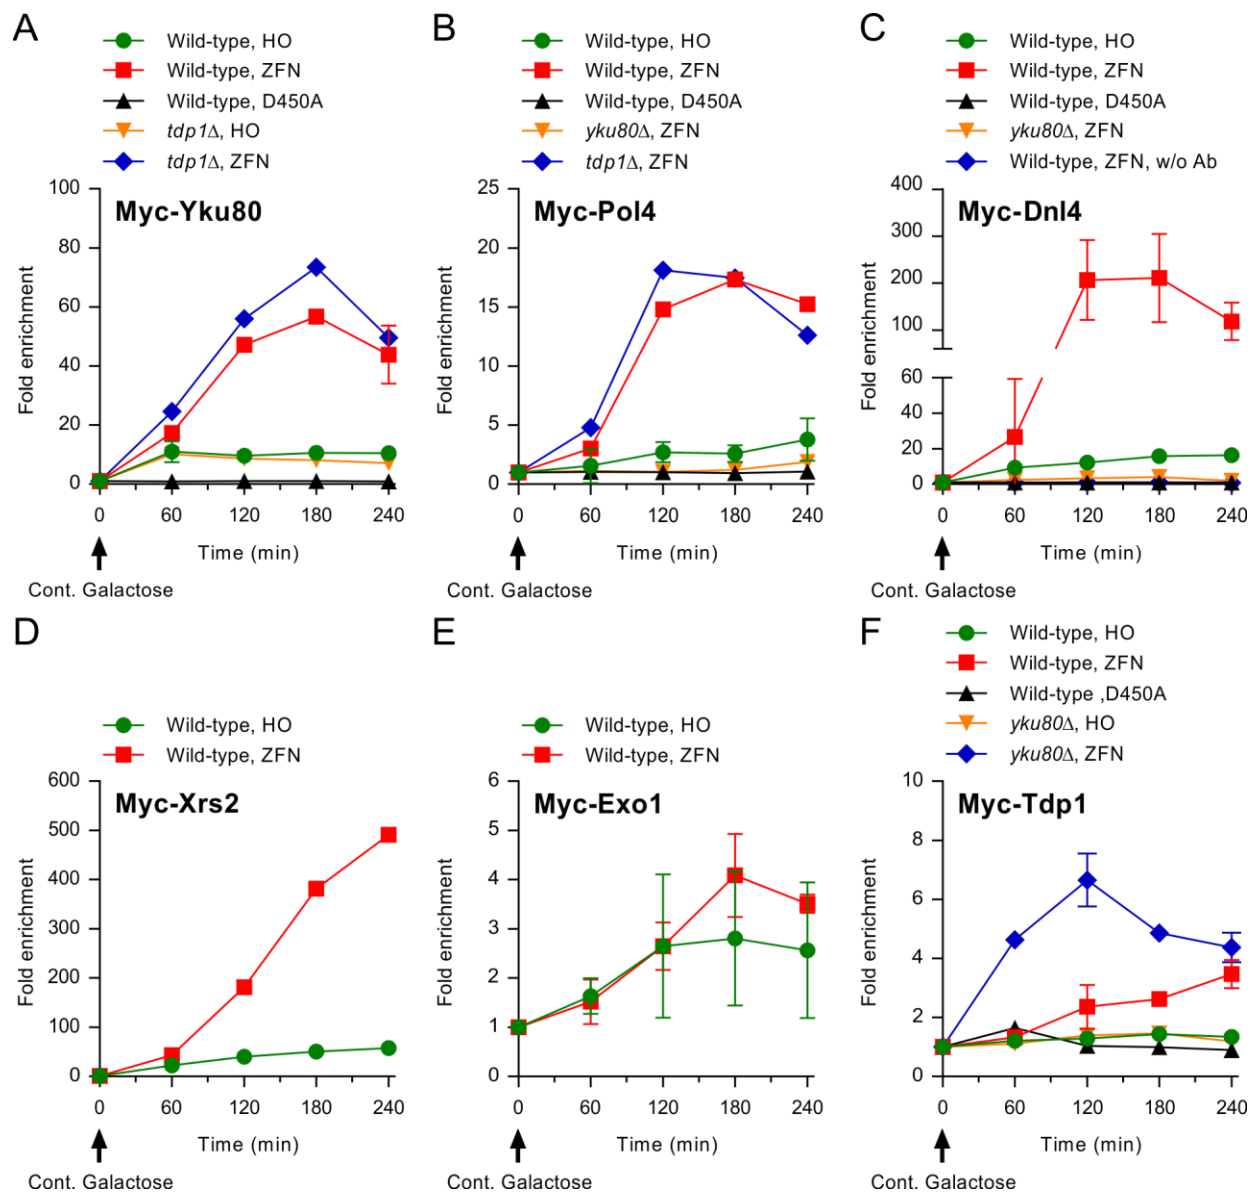 A
Wild-type, HO
Wild-type, ZFN
Wild-type, D450A
tdp1Δ, HO
tdp1Δ, ZFN
Myc-Yku80
Fold enrichment
100
80
60
40
20
0
0 60 120 180 240
Time (min)
Cont. Galactose
B
Wild-type, HO
Wild-type, ZFN
Wild-type, D450A
yku80Δ, ZFN
tdp1Δ, ZFN
Myc-Pol4
Fold enrichment
25
20
15
10
5
0
0 60 120 180 240
Time (min)
Cont. Galactose
C
Wild-type, HO
Wild-type, ZFN
Wild-type, D450A
yku80Δ, ZFN
Wild-type, ZFN, w/o Ab
Myc-Dnl4
Fold enrichment
400
300
200
100
60
40
20
0
0 60 120 180 240
Time (min)
Cont. Galactose
D
Wild-type, HO
Wild-type, ZFN
Myc-Xrs2
Fold enrichment
600
500
400
300
200
100
0
0 60 120 180 240
Time (min)
Cont. Galactose
E
Wild-type, HO
Wild-type, ZFN
Myc-Exo1
Fold enrichment
6
5
4
3
2
1
0
0 60 120 180 240
Time (min)
Cont. Galactose
F
Wild-type, HO
Wild-type, ZFN
Wild-type ,D450A
yku80Δ, HO
yku80Δ, ZFN
Myc-Tdp1
Fold enrichment
10
8
6
4
2
0
0 60 120 180 240
Time (min)
Cont. Galactose